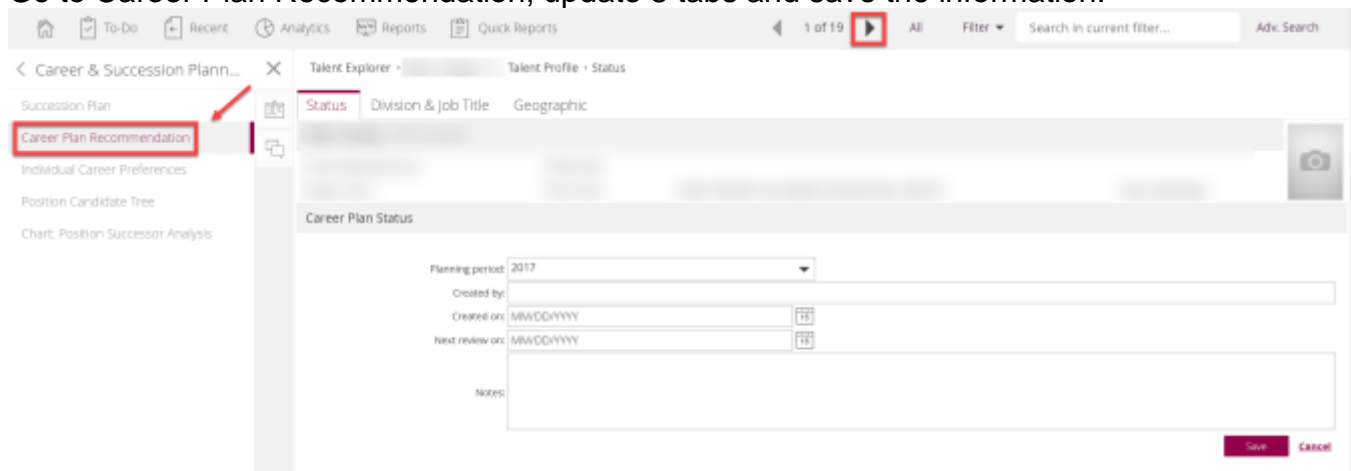 Go to Career Plan Recommendation, update 3 tabs and save the information.
To-Do Recent Analytics Reports Quick Reports 1 of 19 All Filter Search in current filter... Adv. Search
Career & Succession Plann... Talent Explorer Talent Profile Status
Succession Plan
Status Division & Job Title Geographic
Career Plan Recommendation
Individual Career Preferences
Position Candidate Tree
Career Plan Status
Chart: Position Successor Analysis
Planning period: 2017
Created by:
Created on: MM/DD/YYYY
Next review on: MM/DD/YYYY
Notes:
Save Cancel